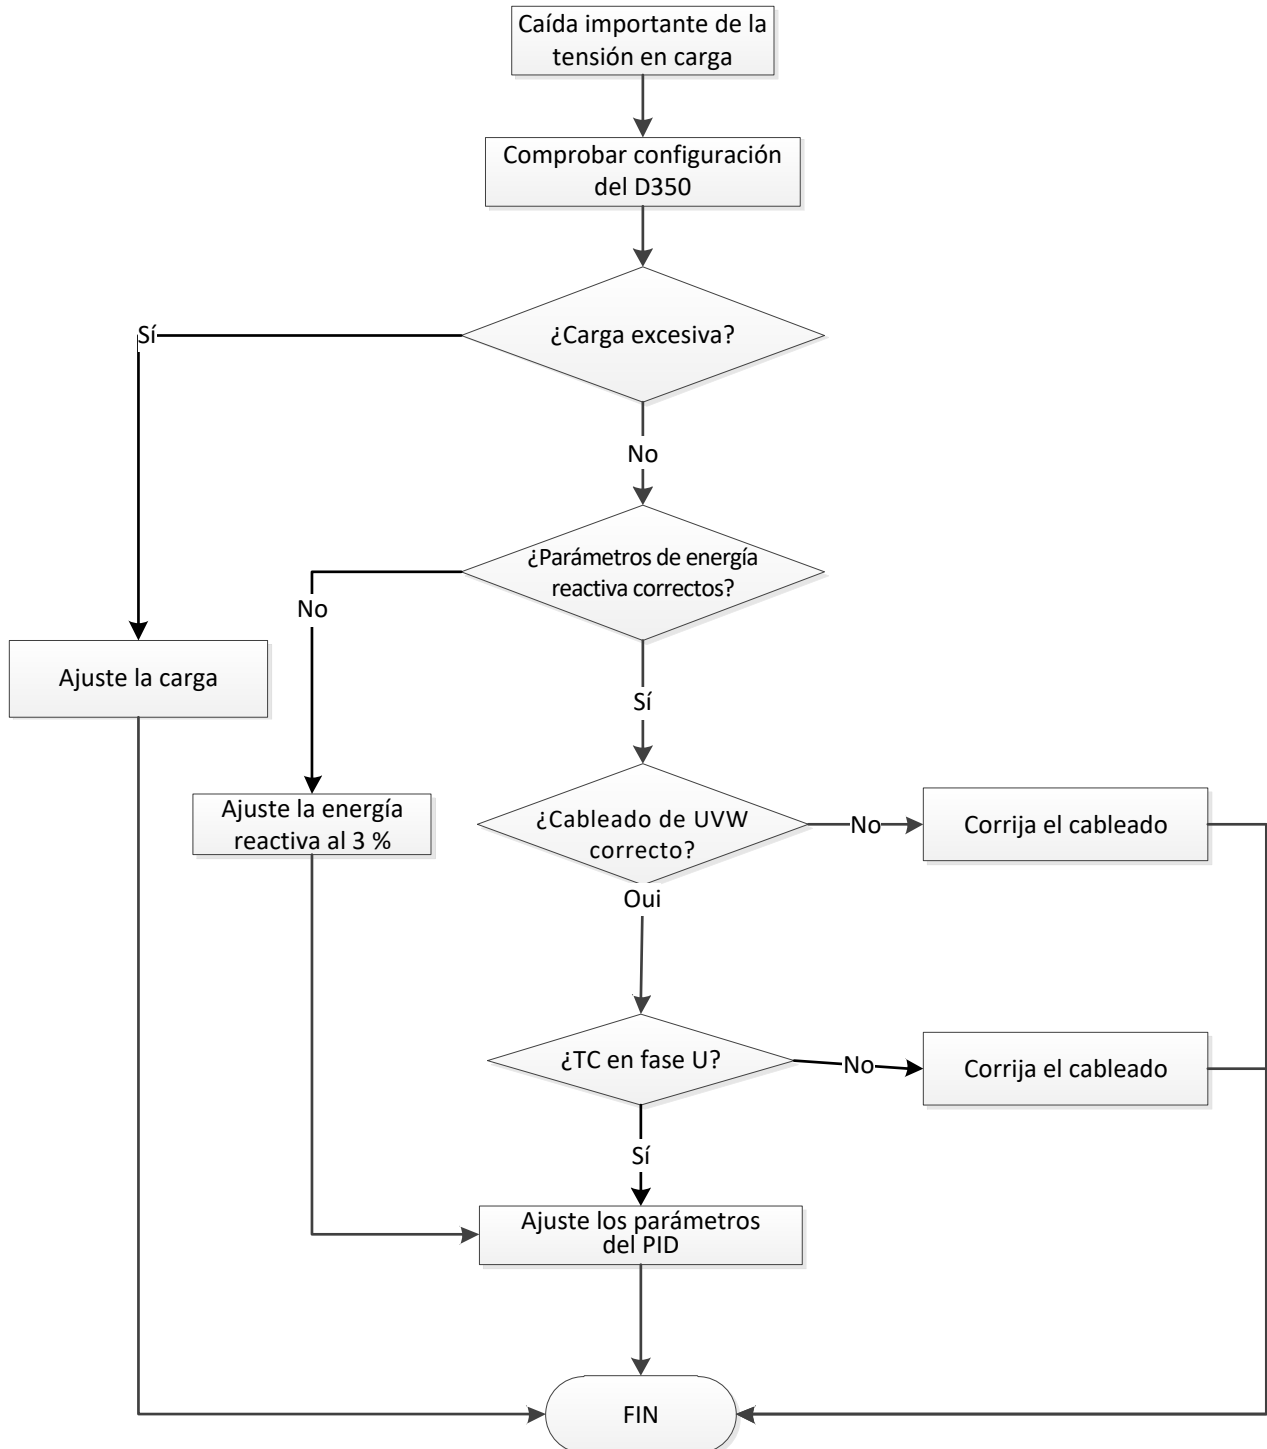 Caída importante de la
tensión en carga
Comprobar configuración
del D350
¿Carga excesiva?
Sí
No
¿Parámetros de energía
reactiva correctos?
No
Sí
Ajuste la carga
Ajuste la energía
reactiva al 3 %
¿Cableado de UVW
correcto?
No
Corrija el cableado
Oui
¿TC en fase U?
No
Corrija el cableado
Sí
Ajuste los parámetros
del PID
FIN